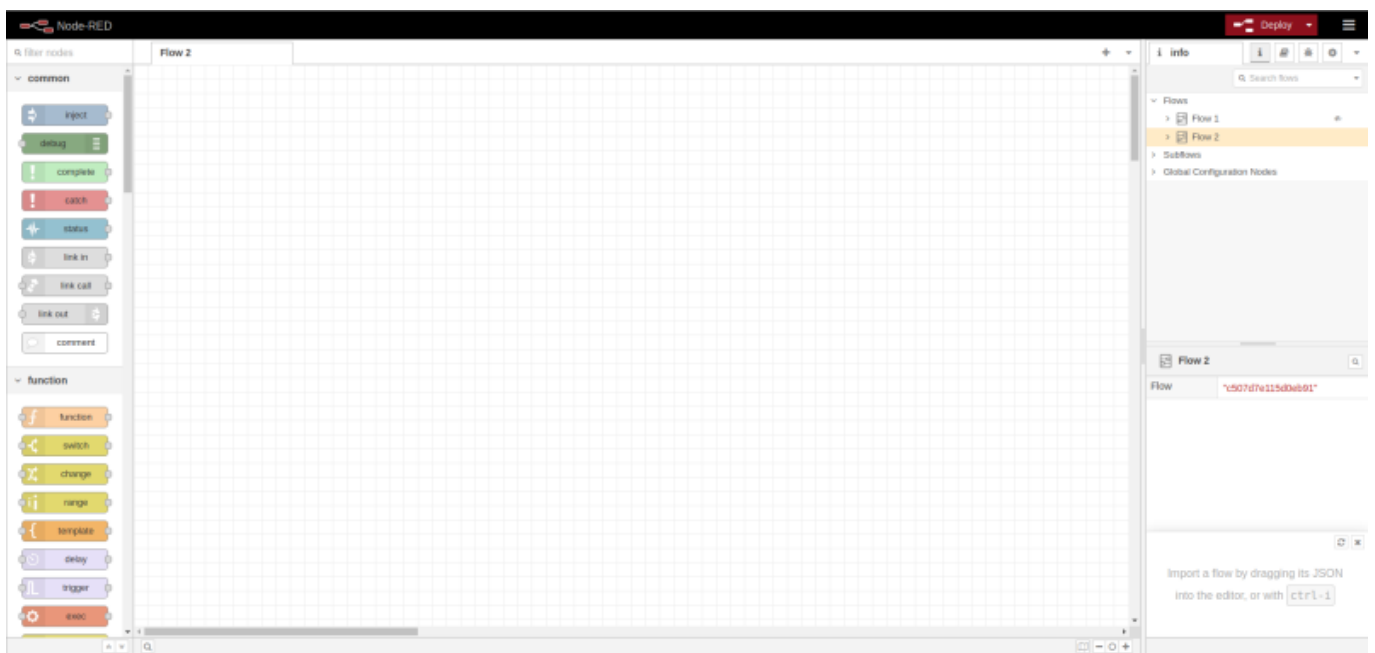 Node-RED
Deploy
filter nodes
Flow 2
info
common
Search flows
inject
debug
complete
catch
status
link in
link call
link out
comment
function
function
switch
change
range
template
delay
trigger
exec
Flows
Flow 1
Flow 2
Subflows
Global Configuration Nodes
Flow 2
Flow
"c507d7e115d0eb91"
Import a flow by dragging its JSON
into the editor, or with ctrl-i